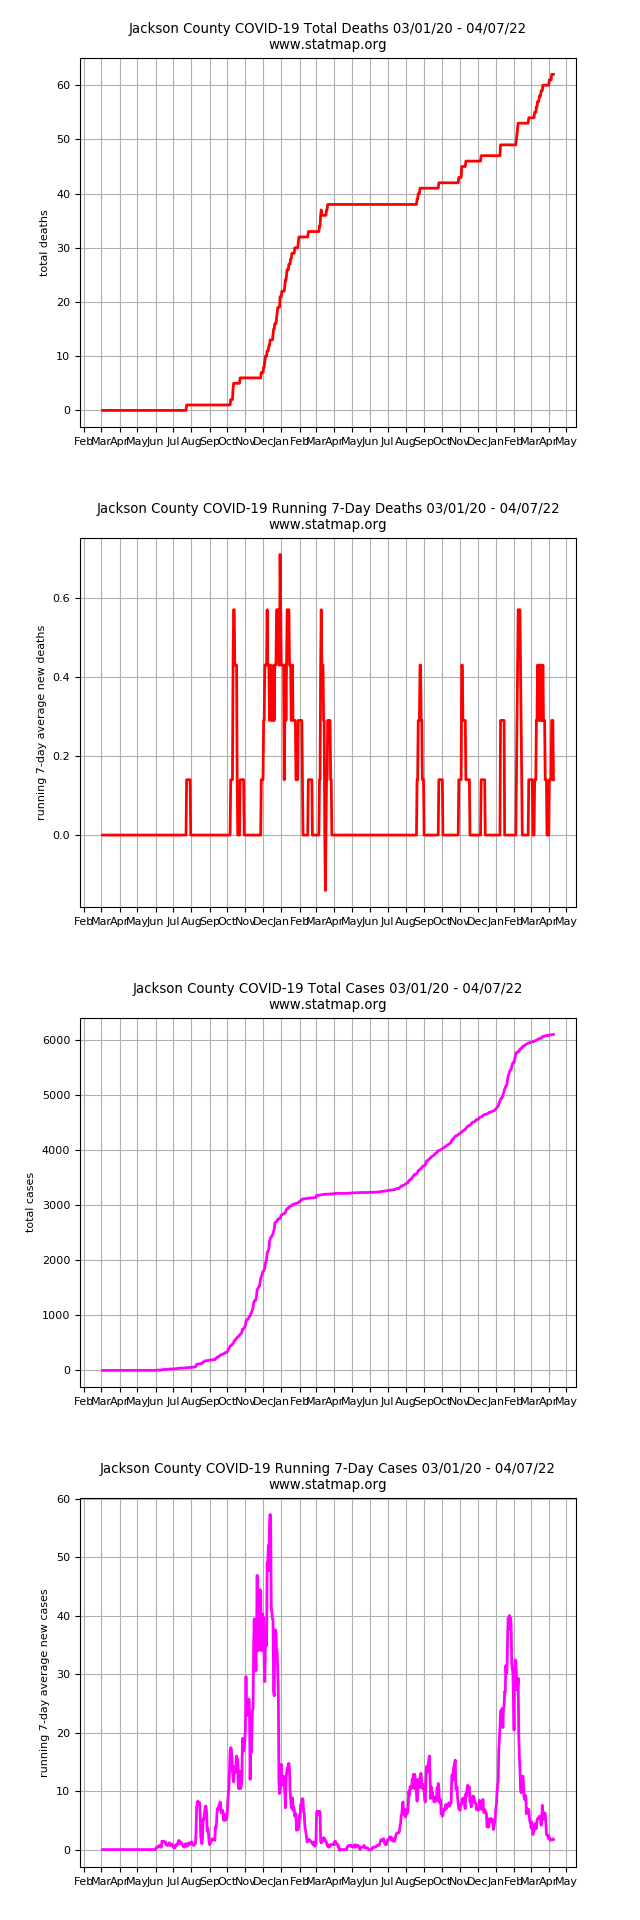 Jackson County COVID-19 Total Deaths 03/01/20 - 04/07/22
www.statmap.org
60
50
40
30
20
10
0
total deaths
Feb Mar Apr May Jun Jul Aug Sep Oct Nov Dec Jan Feb Mar Apr May Jun Jul Aug Sep Oct Nov Dec Jan Feb Mar Apr May
Jackson County COVID-19 Running 7-Day Deaths 03/01/20 - 04/07/22
www.statmap.org
0.6
0.4
0.2
0.0
running 7-day average new deaths
Feb Mar Apr May Jun Jul Aug Sep Oct Nov Dec Jan Feb Mar Apr May Jun Jul Aug Sep Oct Nov Dec Jan Feb Mar Apr May
Jackson County COVID-19 Total Cases 03/01/20 - 04/07/22
www.statmap.org
6000
5000
4000
3000
2000
1000
0
total cases
Feb Mar Apr May Jun Jul Aug Sep Oct Nov Dec Jan Feb Mar Apr May Jun Jul Aug Sep Oct Nov Dec Jan Feb Mar Apr May
Jackson County COVID-19 Running 7-Day Cases 03/01/20 - 04/07/22
www.statmap.org
60
50
40
30
20
10
0
running 7-day average new cases
Feb Mar Apr May Jun Jul Aug Sep Oct Nov Dec Jan Feb Mar Apr May Jun Jul Aug Sep Oct Nov Dec Jan Feb Mar Apr May